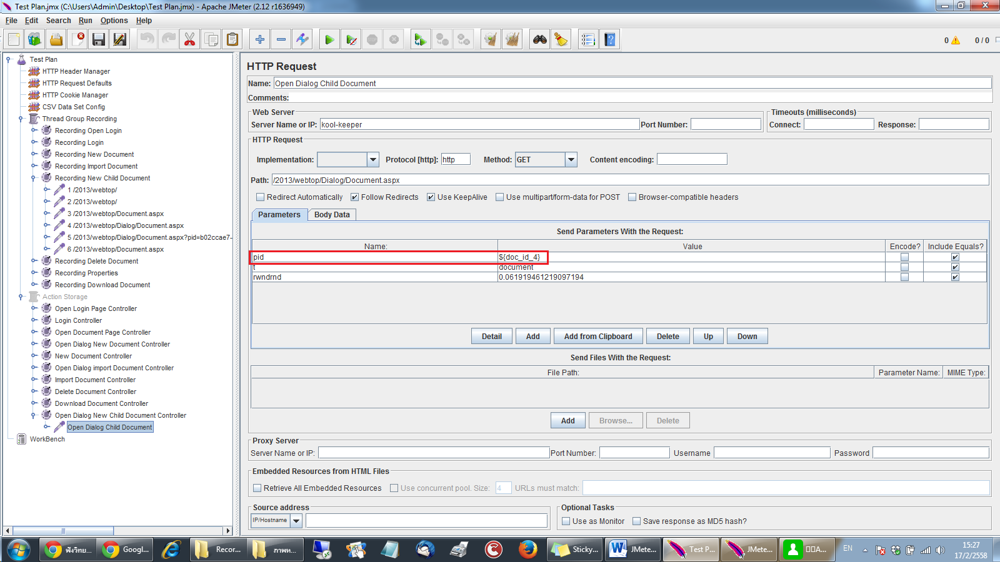 Test Plan.jmx (C:\Users\Admin\Desktop\Test Plan.jmx) - Apache JMeter (2.12 r1636949)
File Edit Search Run Options Help
0 0 / 0
Test Plan
HTTP Header Manager
HTTP Request Defaults
HTTP Cookie Manager
CSV Data Set Config
Thread Group Recording
Recording Open Login
Recording Login
Recording New Document
Recording Import Document
Recording New Child Document
1 /2013/webtop/
2 /2013/webtop/
3 /2013/webtop/Document.aspx
4 /2013/webtop/Dialog/Document.aspx
5 /2013/webtop/Dialog/Document.aspx?pid=b02ccae7-
6 /2013/webtop/Document.aspx
Recording Delete Document
Recording Properties
Recording Download Document
Action Storage
Open Login Page Controller
Login Controller
Open Document Page Controller
Open Dialog New Document Controller
New Document Controller
Open Dialog import Document Controller
Import Document Controller
Delete Document Controller
Download Document Controller
Open Dialog New Child Document Controller
Open Dialog Child Document
WorkBench
HTTP Request
Name: Open Dialog Child Document
Comments:
Web Server
Server Name or IP: kool-keeper Port Number:
Timeouts (milliseconds)
Connect: Response:
HTTP Request
Implementation: Protocol [http]: http Method: GET Content encoding:
Path: /2013/webtop/Dialog/Document.aspx
Redirect Automatically Follow Redirects Use KeepAlive Use multipart/form-data for POST Browser-compatible headers
Parameters Body Data
Send Parameters With the Request:
Name: Value Encode? Include Equals?
pid ${doc_id_4}
t document
rwndrnd 0.061919461219097194
Detail Add Add from Clipboard Delete Up Down
Send Files With the Request:
File Path: Parameter Name: MIME Type:
Add Browse... Delete
Proxy Server
Server Name or IP: Port Number: Username Password
Embedded Resources from HTML Files
Retrieve All Embedded Resources Use concurrent pool. Size: 4 URLs must match:
Source address
IP/Hostname
Optional Tasks
Use as Monitor Save response as MD5 hash?
ฟังวิทย... Googl... Recor... ภาพห... Sticky... JMete... Test P... JMete... A... EN
15:27
17/2/2558